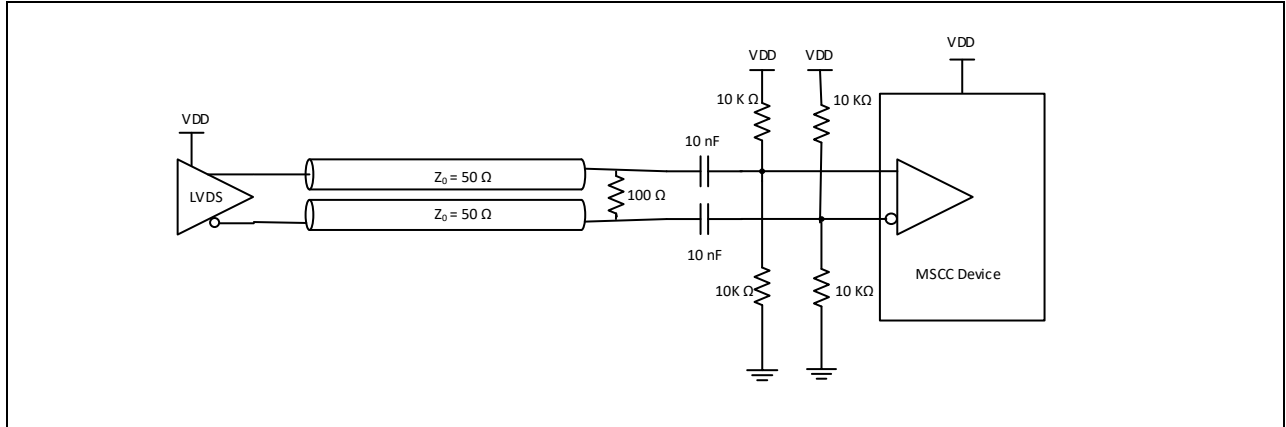 VDD
VDD
VDD
10 K Ω
10 KΩ
VDD
10 nF
Z₀ = 50 Ω
LVDS
100 Ω
Z₀ = 50 Ω
10 nF
MSCC Device
10K Ω
10 KΩ